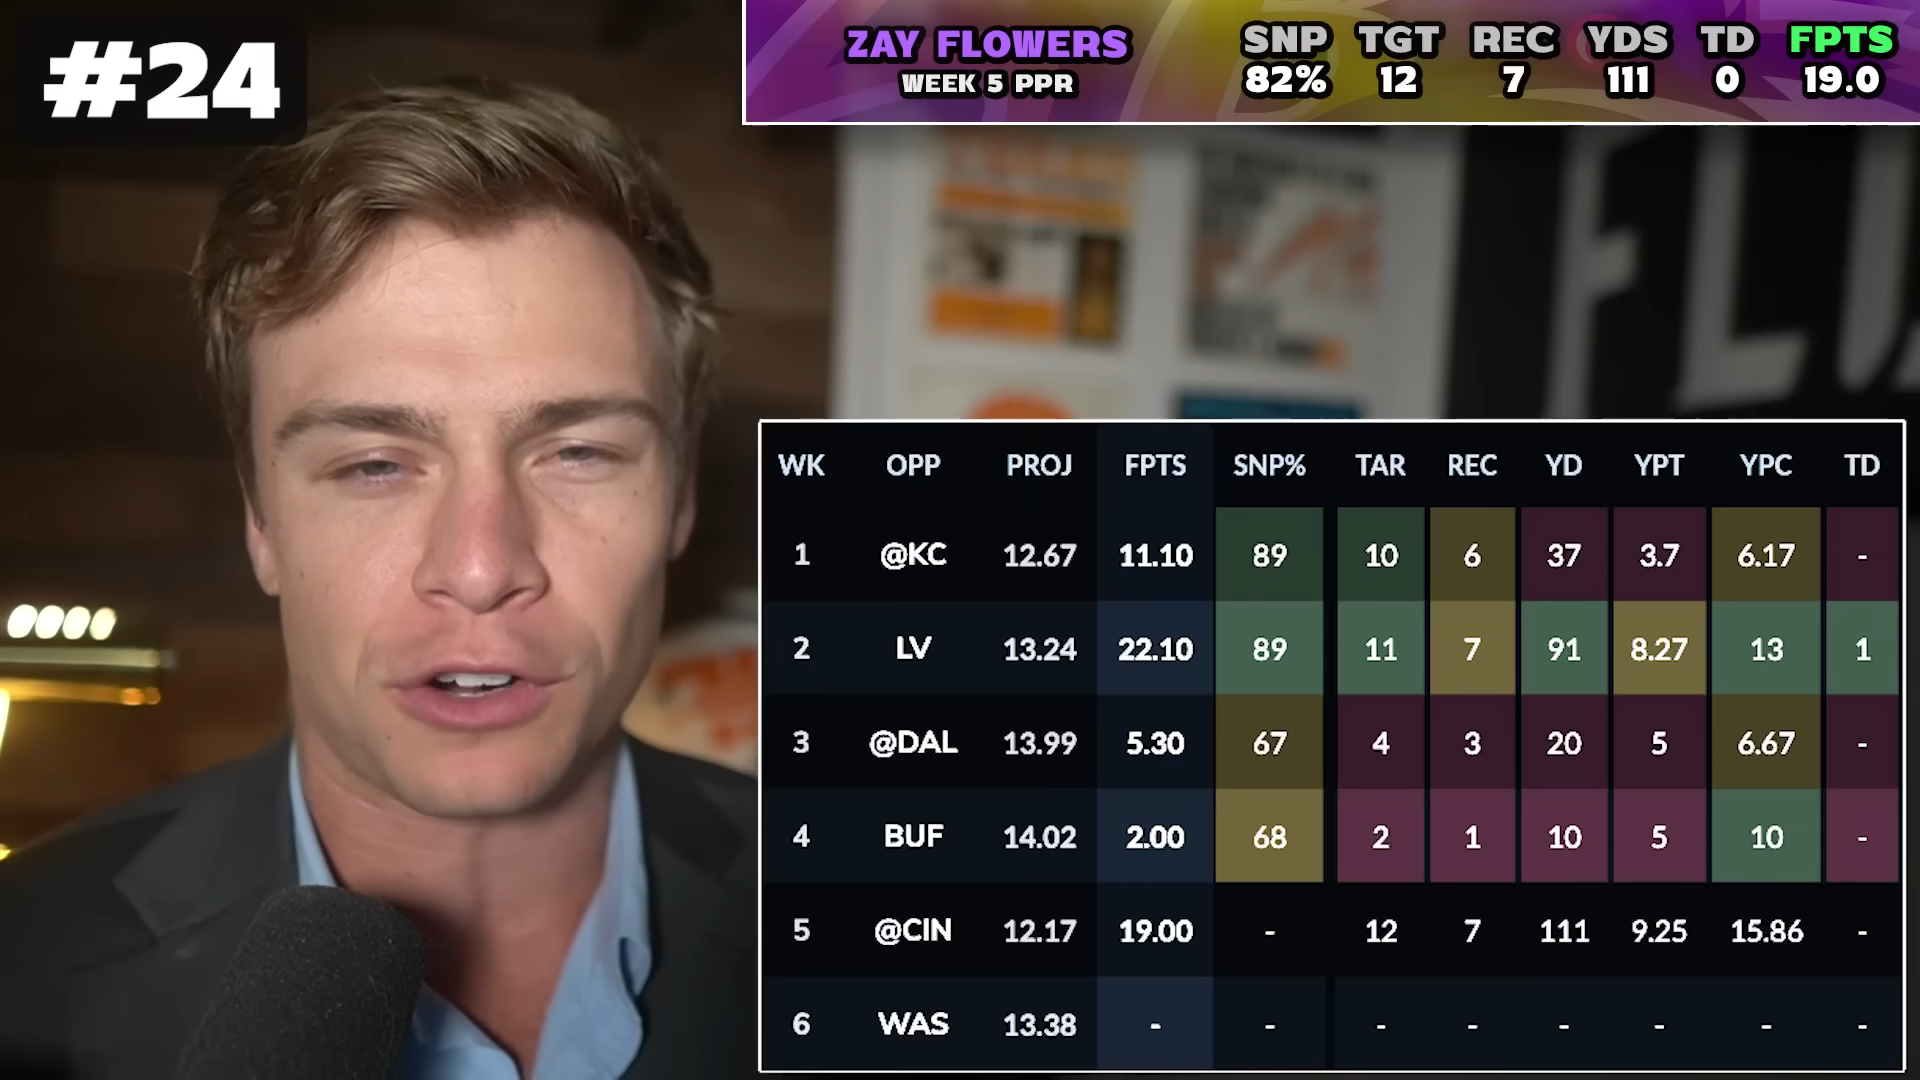 #24
ZAY FLOWERS
WEEK 5 PPR
SNP TGT REC YDS TD FPTS
82% 12 7 111 0 19.0
WK OPP PROJ FPTS SNP% TAR REC YD YPT YPC TD
1 @KC 12.67 11.10 89 10 6 37 3.7 6.17 -
2 LV 13.24 22.10 89 11 7 91 8.27 13 1
3 @DAL 13.99 5.30 67 4 3 20 5 6.67 -
4 BUF 14.02 2.00 68 2 1 10 5 10 -
5 @CIN 12.17 19.00 - 12 7 111 9.25 15.86 -
6 WAS 13.38 - - - - - - - -